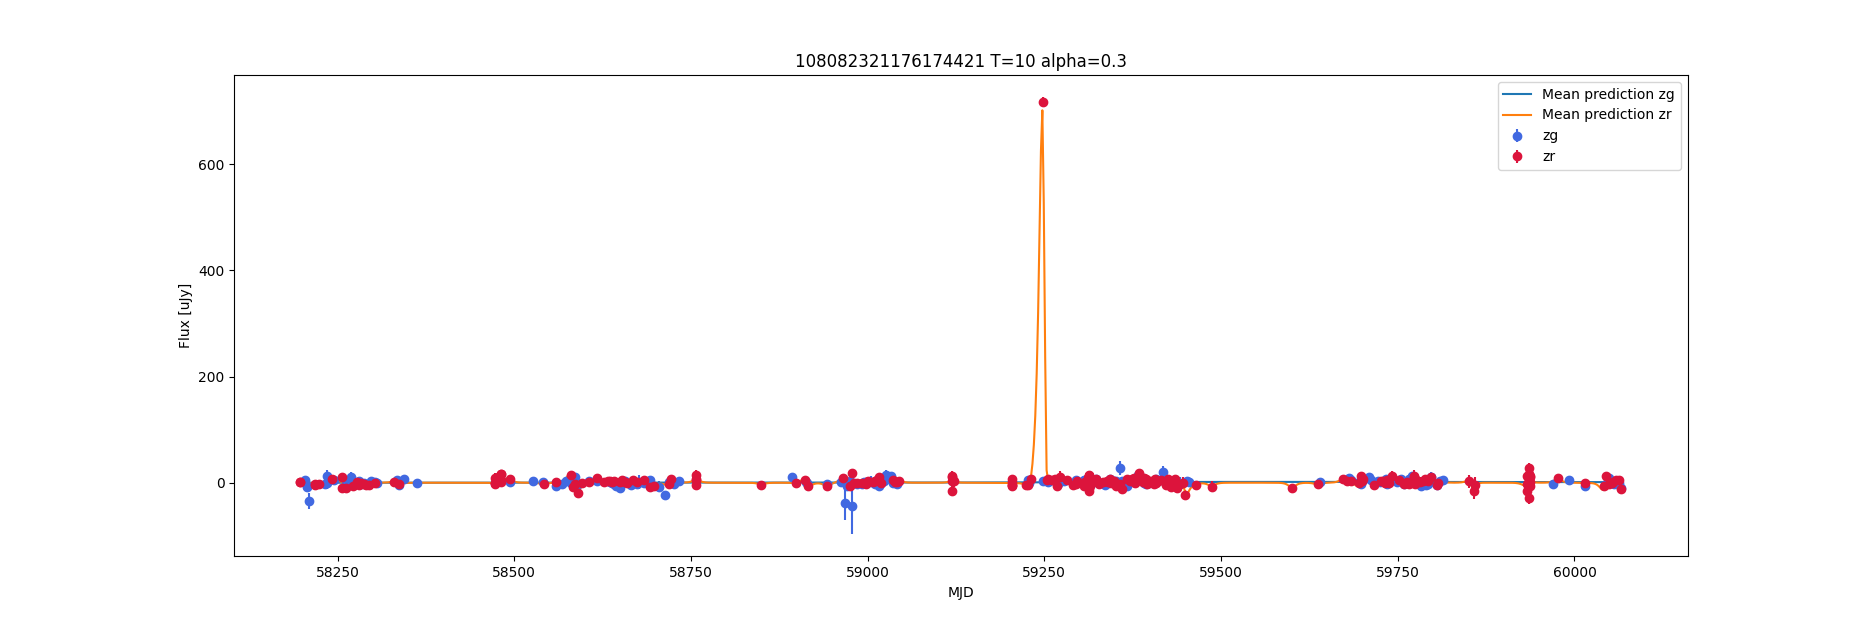 108082321176174421 T=10 alpha=0.3
Mean prediction zg
Mean prediction zr
zg
zr
Flux [uJy]
600
400
200
0
58250 58500 58750 59000 59250 59500 59750 60000
MJD